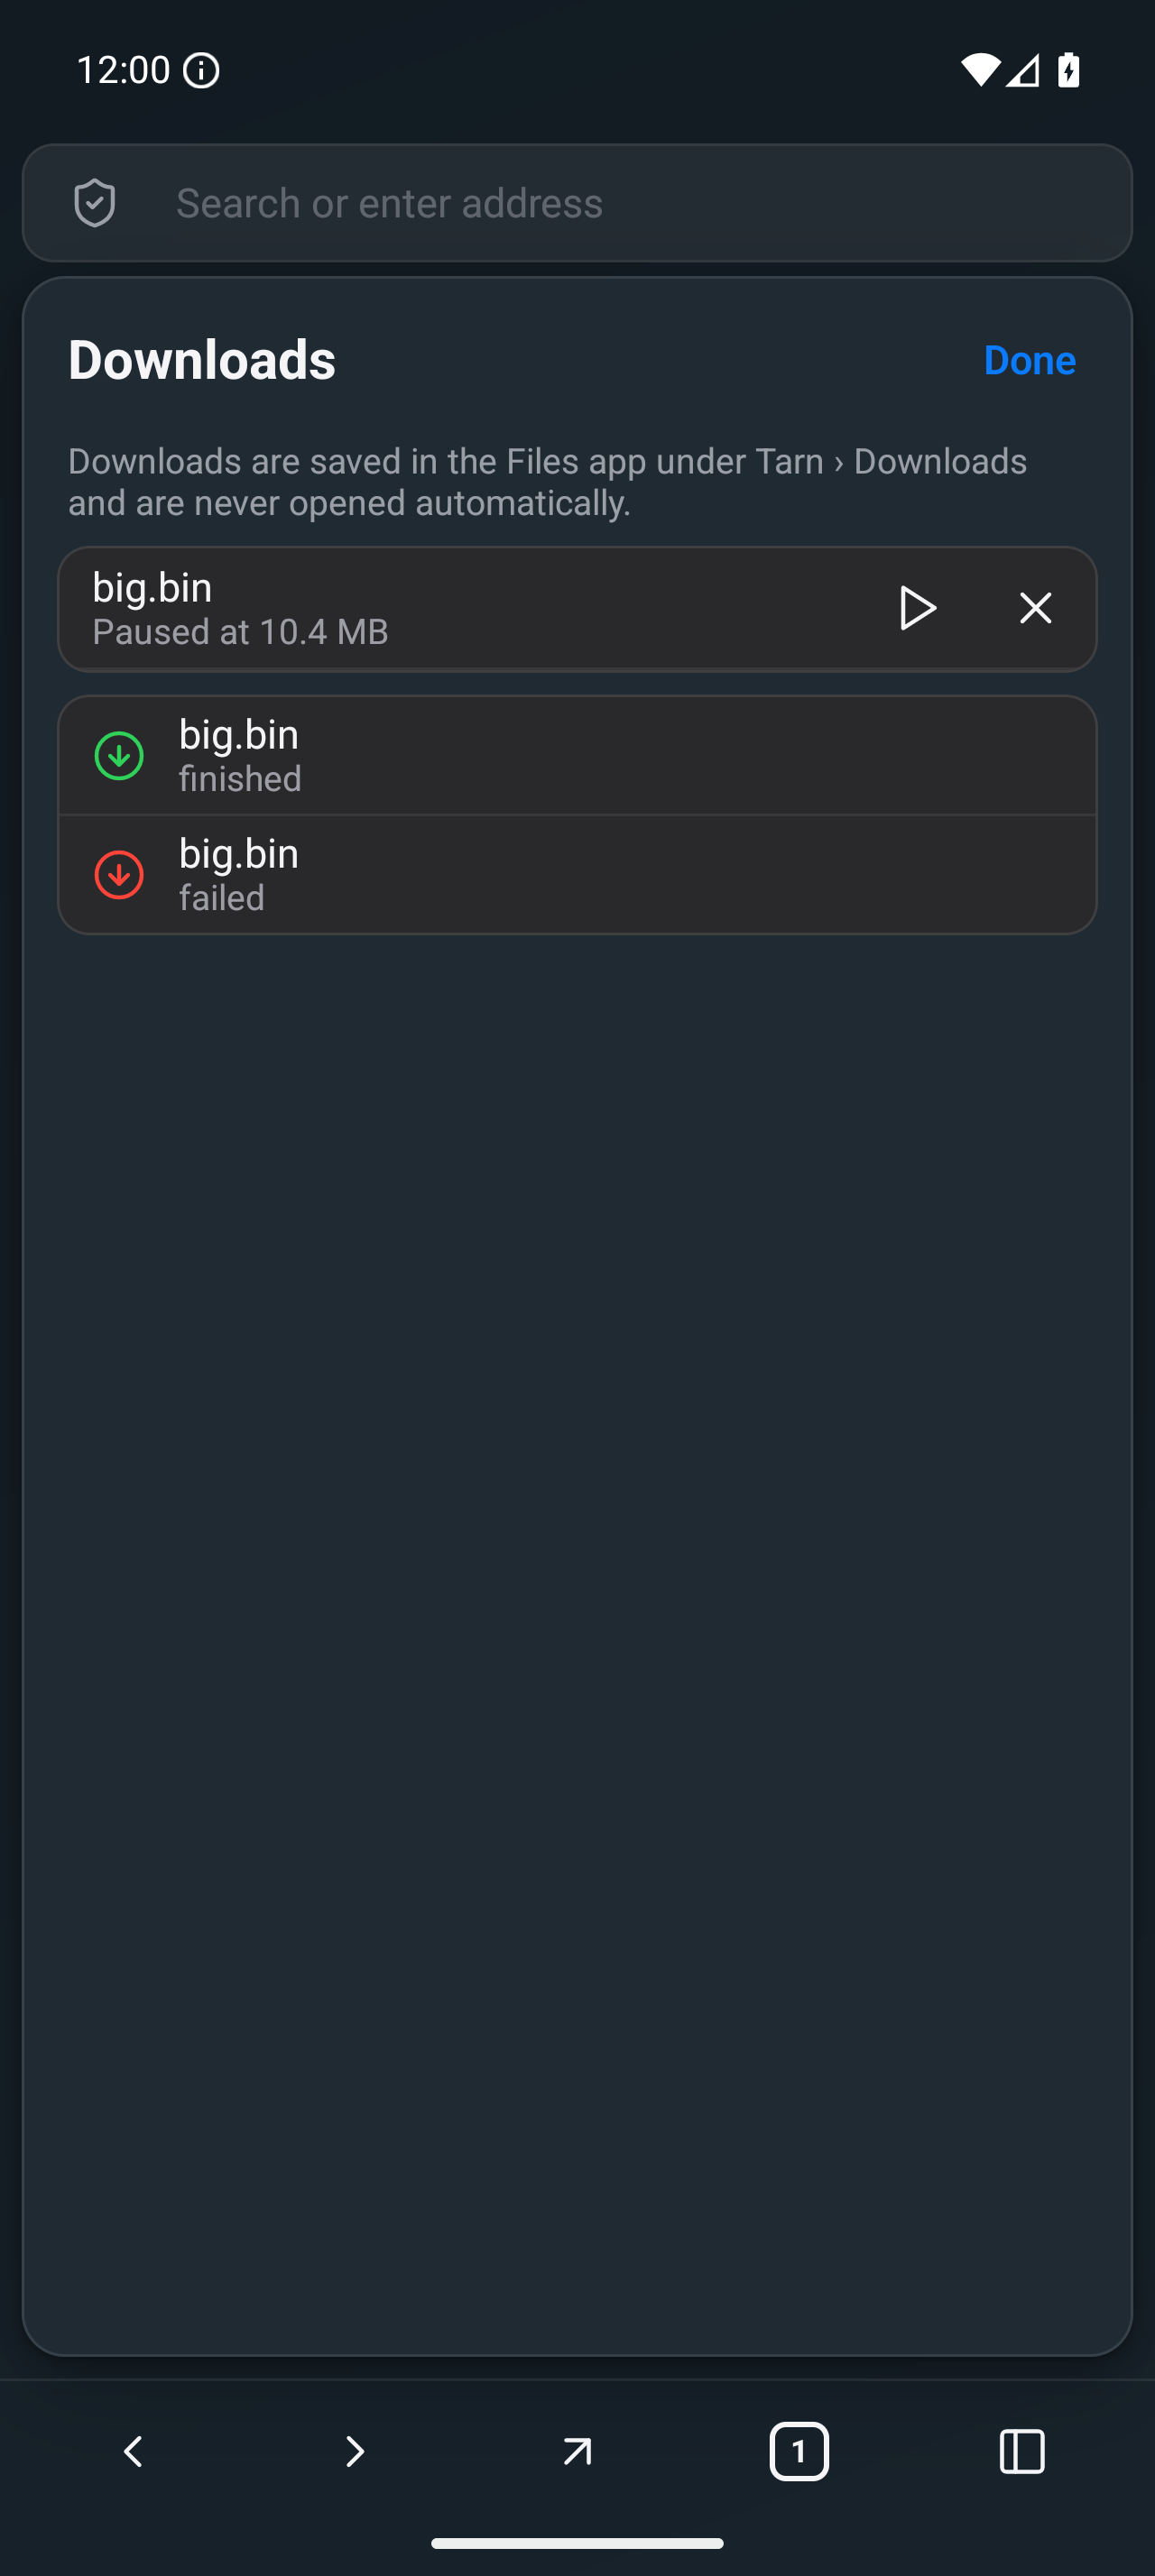 12:00
Search or enter address
Downloads
Done
Downloads are saved in the Files app under Tarn › Downloads
and are never opened automatically.
big.bin
Paused at 10.4 MB
big.bin
finished
big.bin
failed
1